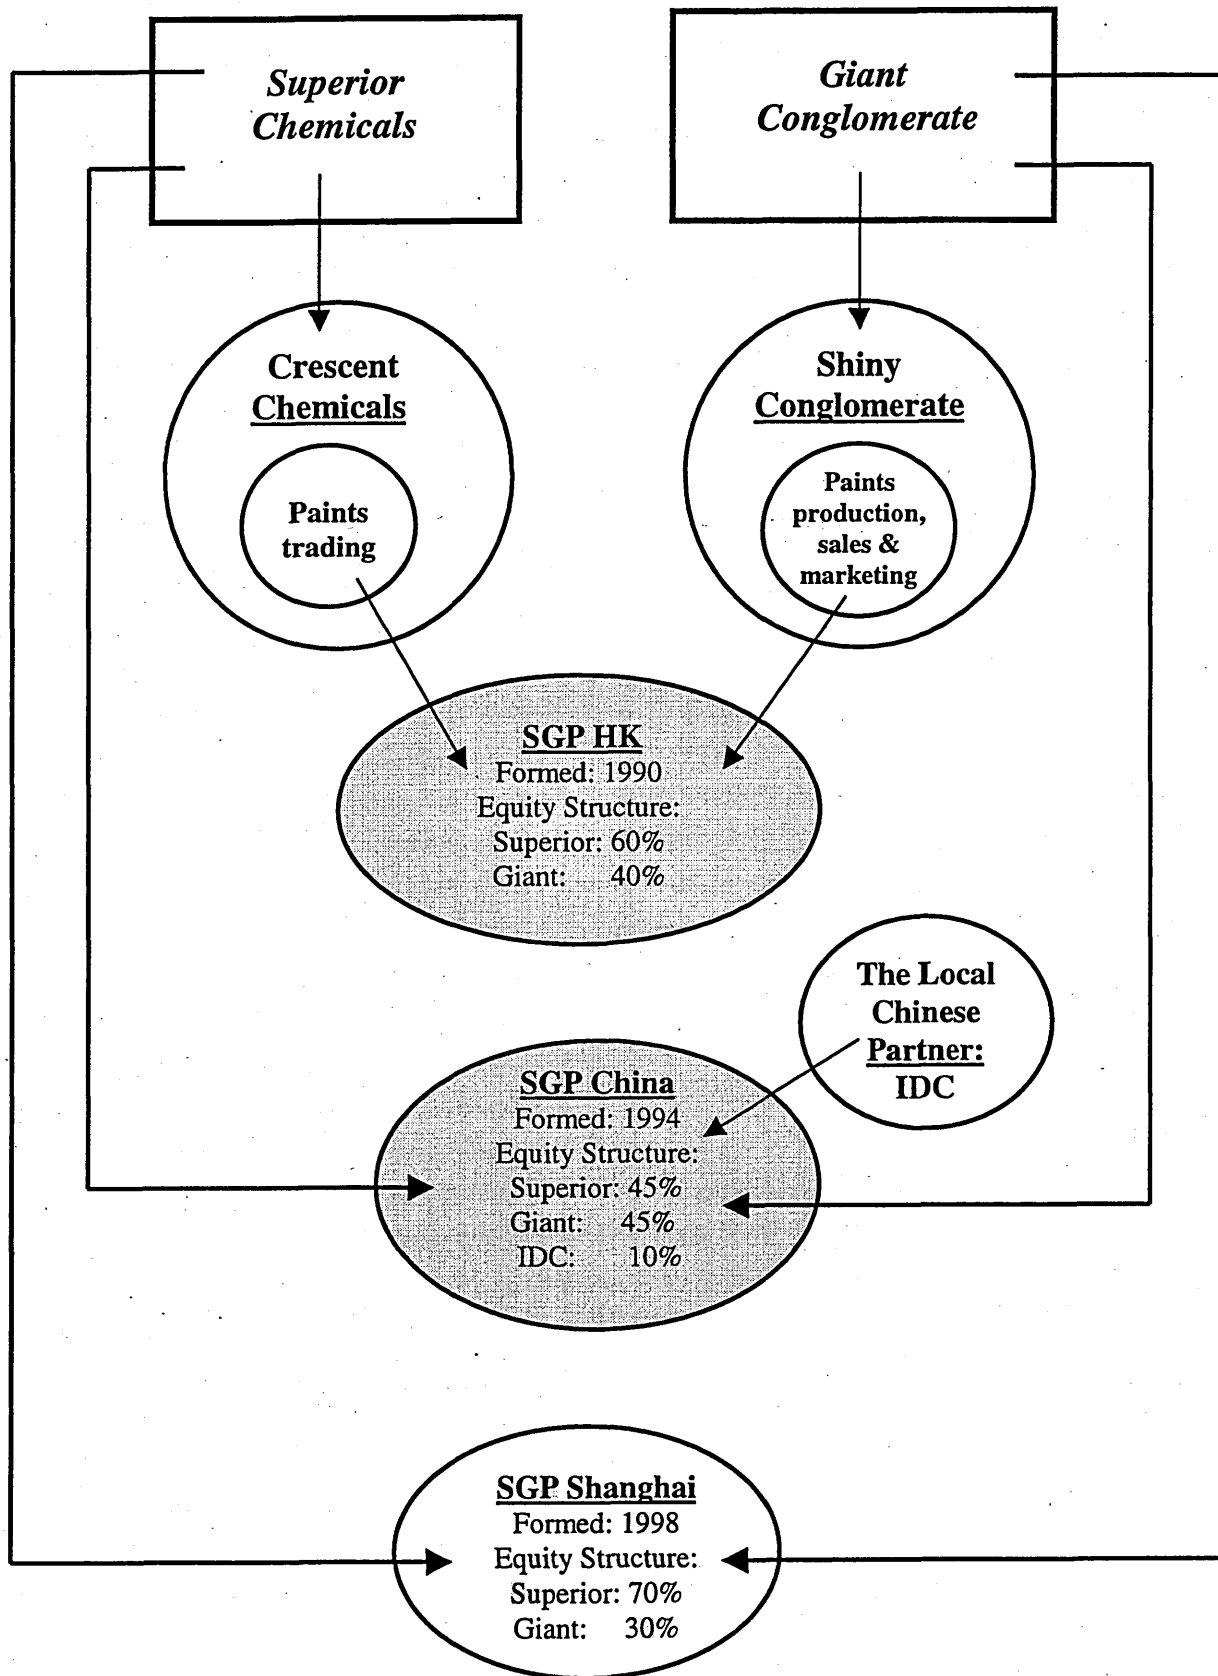 Superior
Chemicals
Giant
Conglomerate
Crescent
Chemicals
Paints
trading
Shiny
Conglomerate
Paints
production,
sales &
marketing
SGP HK
Formed: 1990
Equity Structure:
Superior: 60%
Giant: 40%
The Local
Chinese
Partner:
IDC
SGP China
Formed: 1994
Equity Structure:
Superior: 45%
Giant: 45%
IDC: 10%
SGP Shanghai
Formed: 1998
Equity Structure:
Superior: 70%
Giant: 30%